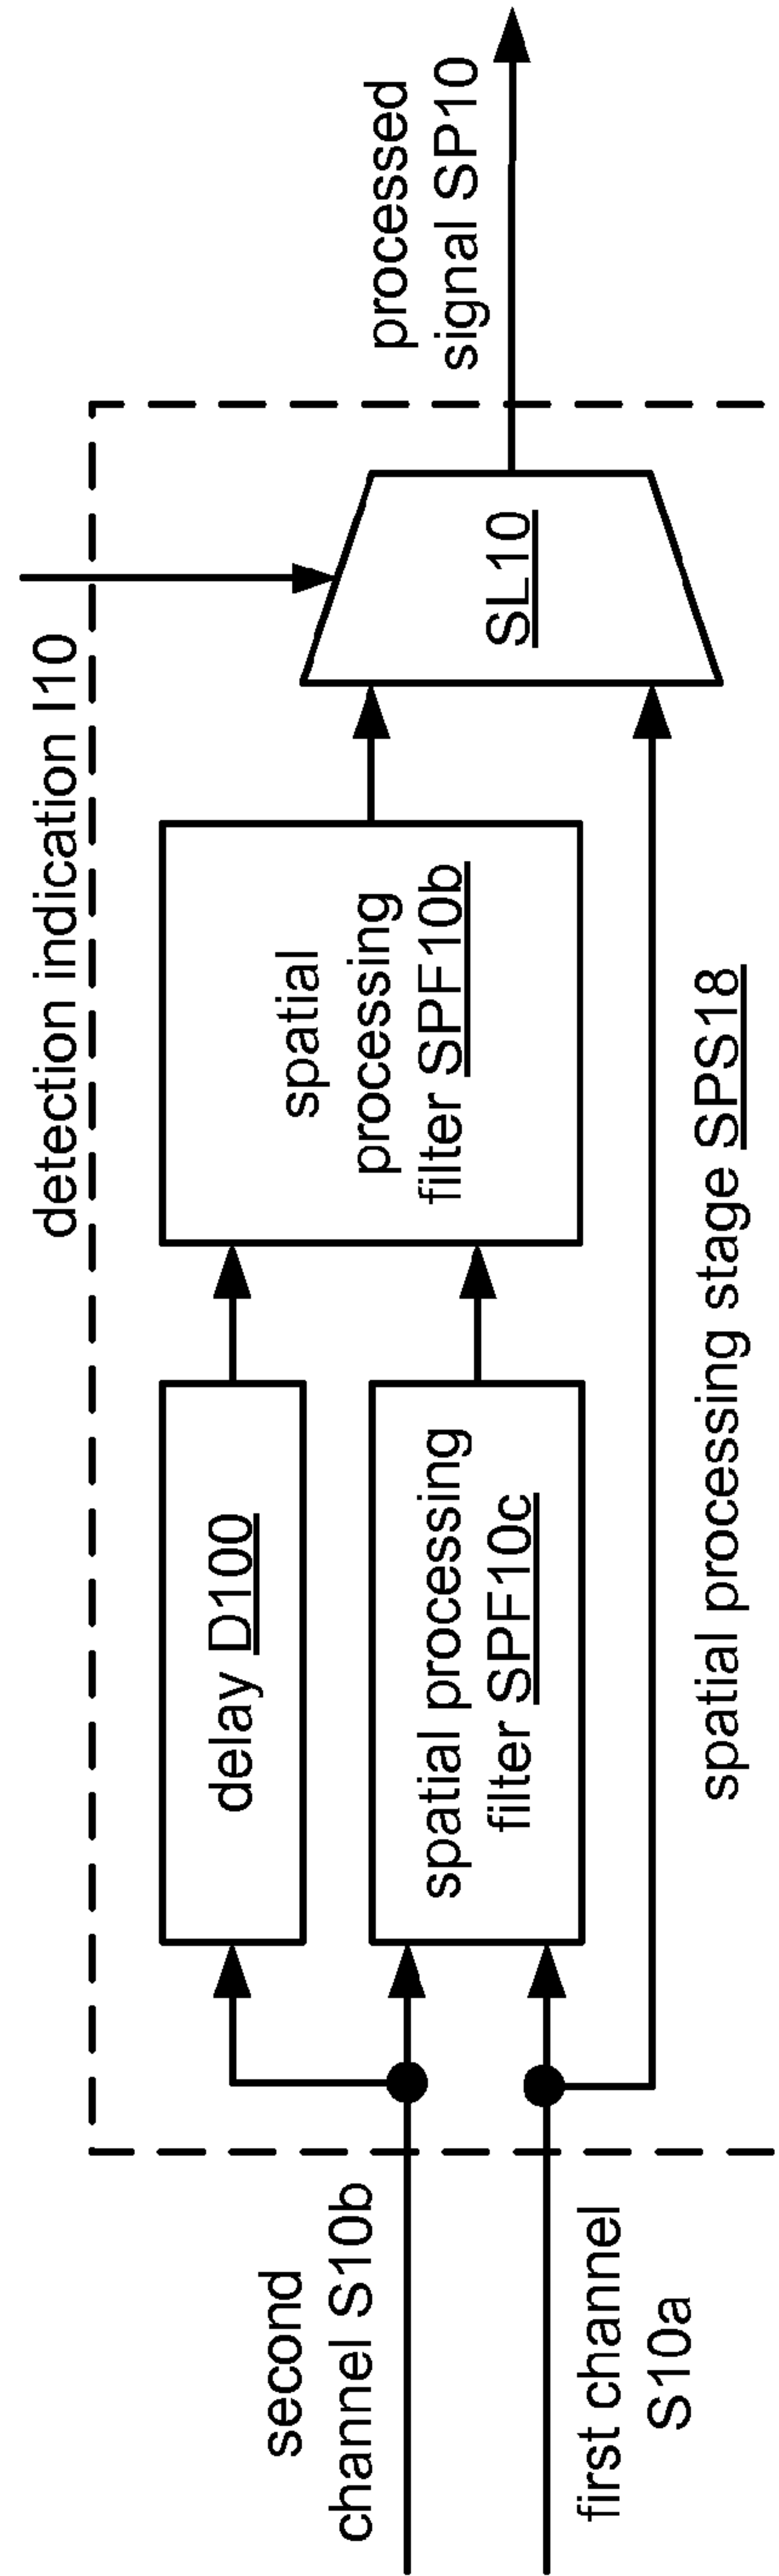 second
channel S10b
first channel
S10a
detection indication I10
delay D100
spatial processing
filter SPF10c
spatial
processing
filter SPF10b
SL10
processed
signal SP10
spatial processing stage SPS18